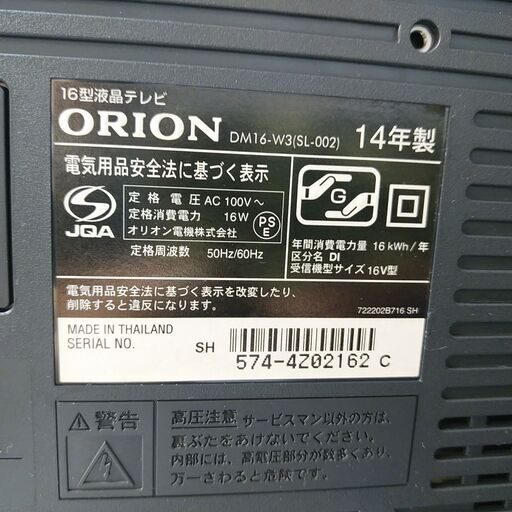 16型液晶テレビ
ORION DM16-W3(SL-002) 14年製
電気用品安全法に基づく表示
JQA
定格電圧 AC 100V～
定格消費電力 16W
オリオン電機株式会社
定格周波数 50Hz/60Hz
PS
E
G
年間消費電力量 16 kWh/年
区分名 DI
受信機型サイズ 16V型
電気用品安全法に基づく表示を改変したり、
削除すると違反になります。
722202B716 SH
MADE IN THAILAND
SERIAL NO.
SH 574-4Z02162 C
⚠警告
高圧注意 サービスマン以外の方は、
裏ぶたをあけないでください。
内部には、高電圧部分が数多くあり、
万一さわると危険です。